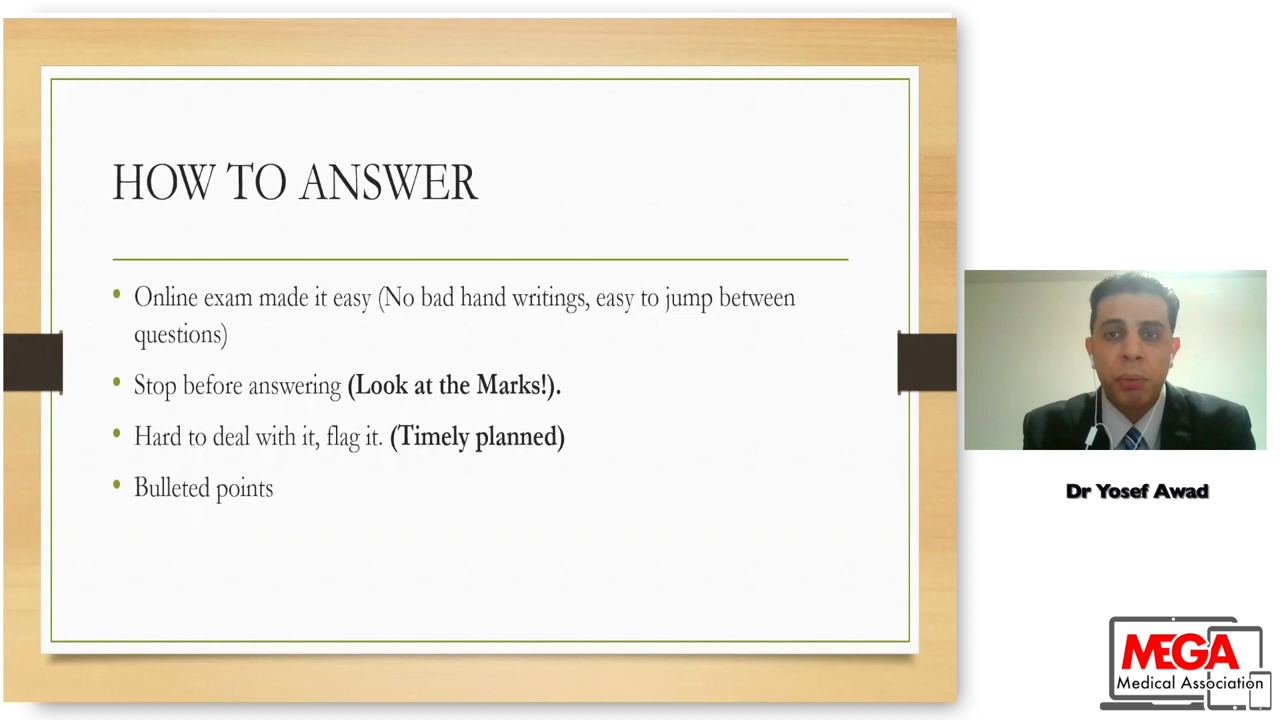 HOW TO ANSWER
• Online exam made it easy (No bad hand writings, easy to jump between
questions)
• Stop before answering (Look at the Marks!).
• Hard to deal with it, flag it. (Timely planned)
• Bulleted points
Dr Yosef Awad
MEGA
Medical Association